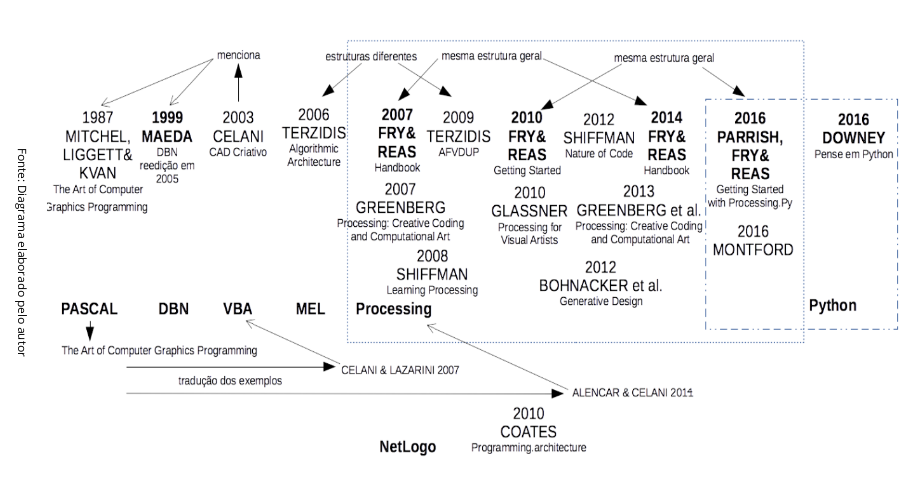 menciona
estruturas diferentes
mesma estrutura geral
mesma estrutura geral
1987
MITCHEL,
LIGGETT&
KVAN
The Art of Computer
Graphics Programming
1999
MAEDA
DBN
reedição em
2005
2003
CELANI
CAD Criativo
2006
TERZIDIS
Algorithmic
Architecture
2007
FRY&
REAS
Handbook
2009
TERZIDIS
AFVDUP
2010
FRY&
REAS
Getting Started
2012
SHIFFMAN
Nature of Code
2014
FRY&
REAS
Handbook
2016
PARRISH,
FRY&
REAS
Getting Started
with Processing.Py
2016
DOWNEY
Pense em Python
2007
GREENBERG
Processing: Creative Coding
and Computational Art
2010
GLASSNER
Processing for
Visual Artists
2013
GREENBERG et al.
Processing: Creative Coding
and Computational Art
2016
MONTFORD
2008
SHIFFMAN
Learning Processing
2012
BOHNACKER et al.
Generative Design
PASCAL
DBN
VBA
MEL
Processing
Python
The Art of Computer Graphics Programming
tradução dos exemplos
CELANI & LAZARINI 2007
ALENCAR & CELANI 2011
2010
COATES
Programming.architecture
NetLogo
Fonte: Diagrama elaborado pelo autor